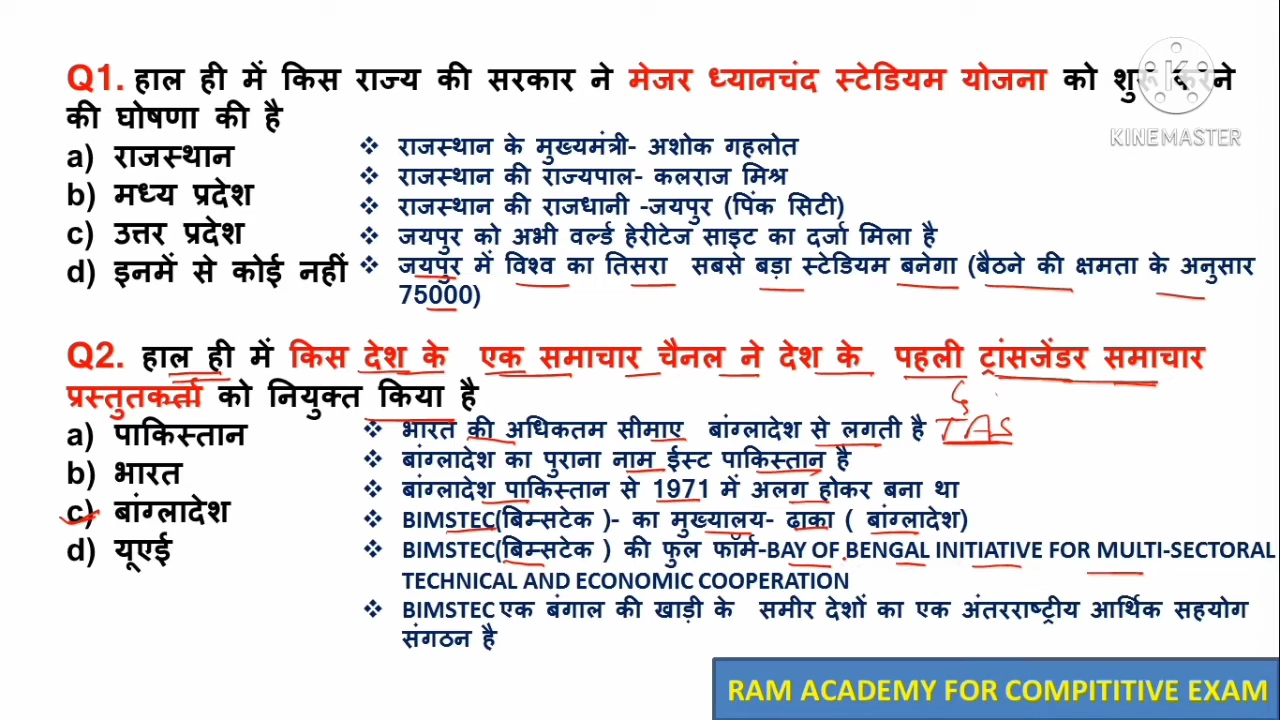 Q1. हाल ही में किस राज्य की सरकार ने मेजर ध्यानचंद स्टेडियम योजना को शुरू करने
की घोषणा की है
a) राजस्थान
b) मध्य प्रदेश
c) उत्तर प्रदेश
d) इनमें से कोई नहीं
❖ राजस्थान के मुख्यमंत्री- अशोक गहलोत
❖ राजस्थान की राज्यपाल- कलराज मिश्र
❖ राजस्थान की राजधानी -जयपुर (पिंक सिटी)
❖ जयपुर को अभी वर्ल्ड हेरीटेज साइट का दर्जा मिला है
❖ जयपुर में विश्व का तिसरा सबसे बड़ा स्टेडियम बनेगा (बैठने की क्षमता के अनुसार
75000)
K
KINEMASTER
Q2. हाल ही में किस देश के एक समाचार चैनल ने देश के पहली ट्रांसजेंडर समाचार
प्रस्तुतकर्ता को नियुक्त किया है
a) पाकिस्तान
b) भारत
c) बांग्लादेश
d) यूएई
❖ भारत की अधिकतम सीमाए बांग्लादेश से लगती है
TAS
❖ बांग्लादेश का पुराना नाम ईस्ट पाकिस्तान है
❖ बांग्लादेश पाकिस्तान से 1971 में अलग होकर बना था
❖ BIMSTEC(बिम्सटेक )- का मुख्यालय- ढाका ( बांग्लादेश)
❖ BIMSTEC(बिम्सटेक ) की फुल फॉर्म-BAY OF BENGAL INITIATIVE FOR MULTI-SECTORAL
TECHNICAL AND ECONOMIC COOPERATION
❖ BIMSTEC एक बंगाल की खाड़ी के समीर देशों का एक अंतरराष्ट्रीय आर्थिक सहयोग
संगठन है
RAM ACADEMY FOR COMPITITIVE EXAM